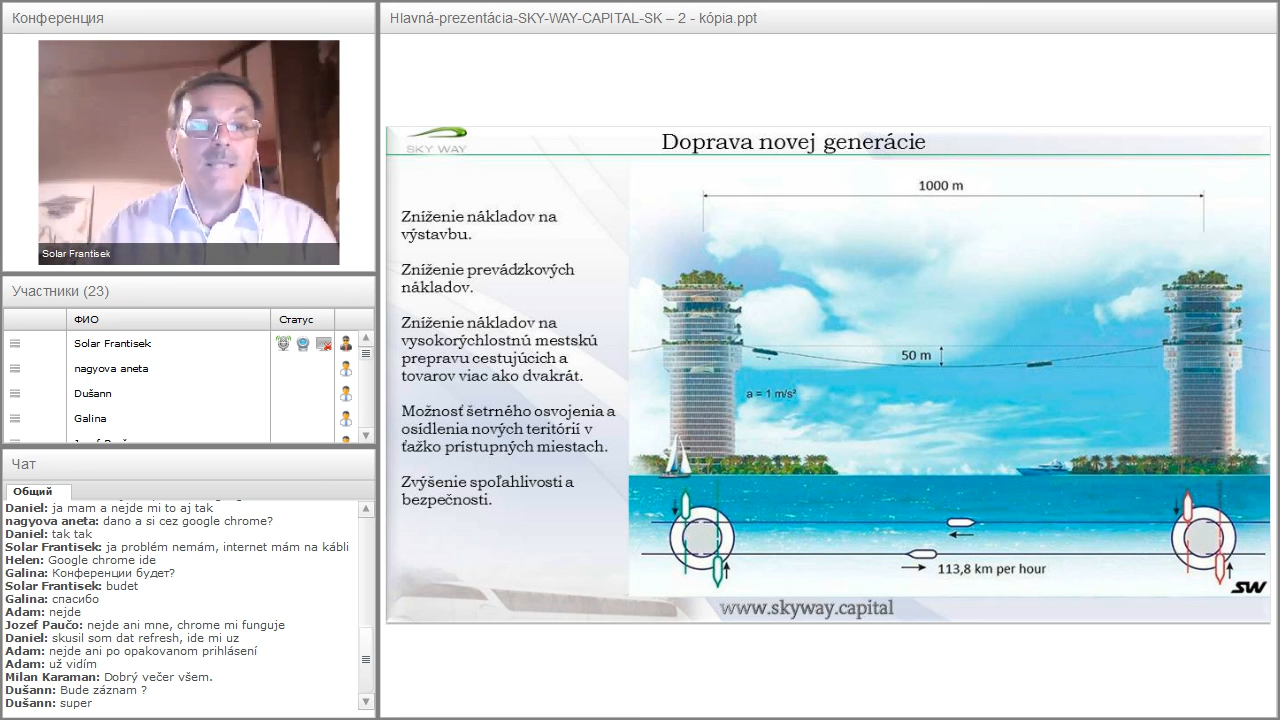 Конференция
Solar Frantisek
Участники (23)
ФИО
Статус
Solar Frantisek
nagyova aneta
Dušann
Galina
Чат
Общий
Daniel: ja mam a nejde mi to aj tak
nagyova aneta: dano a si cez google chrome?
Daniel: tak tak
Solar Frantisek: ja problém nemám, internet mám na kábli
Helen: Google chrome ide
Galina: Конференции будет?
Solar Frantisek: budet
Galina: спасибо
Adam: nejde
Jozef Paučo: nejde ani mne, chrome mi funguje
Daniel: skusil som dat refresh, ide mi uz
Adam: nejde ani po opakovanom prihlásení
Adam: už vidím
Milan Karaman: Dobrý večer všem.
Dušann: Bude záznam ?
Dušann: super
Hlavná-prezentácia-SKY-WAY-CAPITAL-SK – 2 - kópia.ppt
SKY WAY
Doprava novej generácie
Zníženie nákladov na
výstavbu.
Zníženie prevádzkových
nákladov.
Zníženie nákladov na
vysokorýchlostnú mestskú
prepravu cestujúcich a
tovarov viac ako dvakrát.
Možnosť šetrného osvojenia a
osídlenia nových teritórií v
ťažko prístupných miestach.
Zvýšenie spoľahlivosti a
bezpečnosti.
1000 m
50 m
a = 1 m/s²
113,8 km per hour
SW
www.skyway.capital